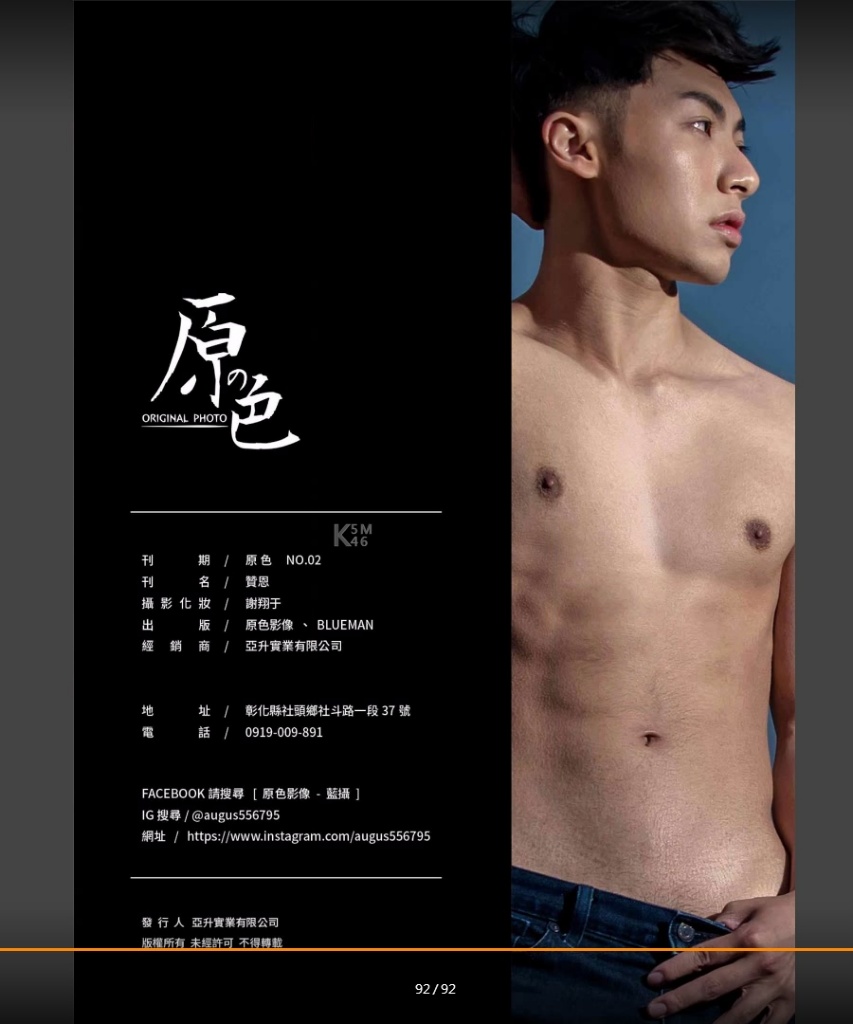 原の色
ORIGINAL PHOTO
K5M46
刊期 / 原色 NO.02
刊名 / 贊恩
攝影化妝 / 謝翔于
出版 / 原色影像 、 BLUEMAN
經銷商 / 亞升實業有限公司
地址 / 彰化縣社頭鄉社斗路一段 37 號
電話 / 0919-009-891
FACEBOOK 請搜尋 [ 原色影像 - 藍攝 ]
IG 搜尋 / @augus556795
網址 / https://www.instagram.com/augus556795
發行人 亞升實業有限公司
版權所有 未經許可 不得轉載
92/92